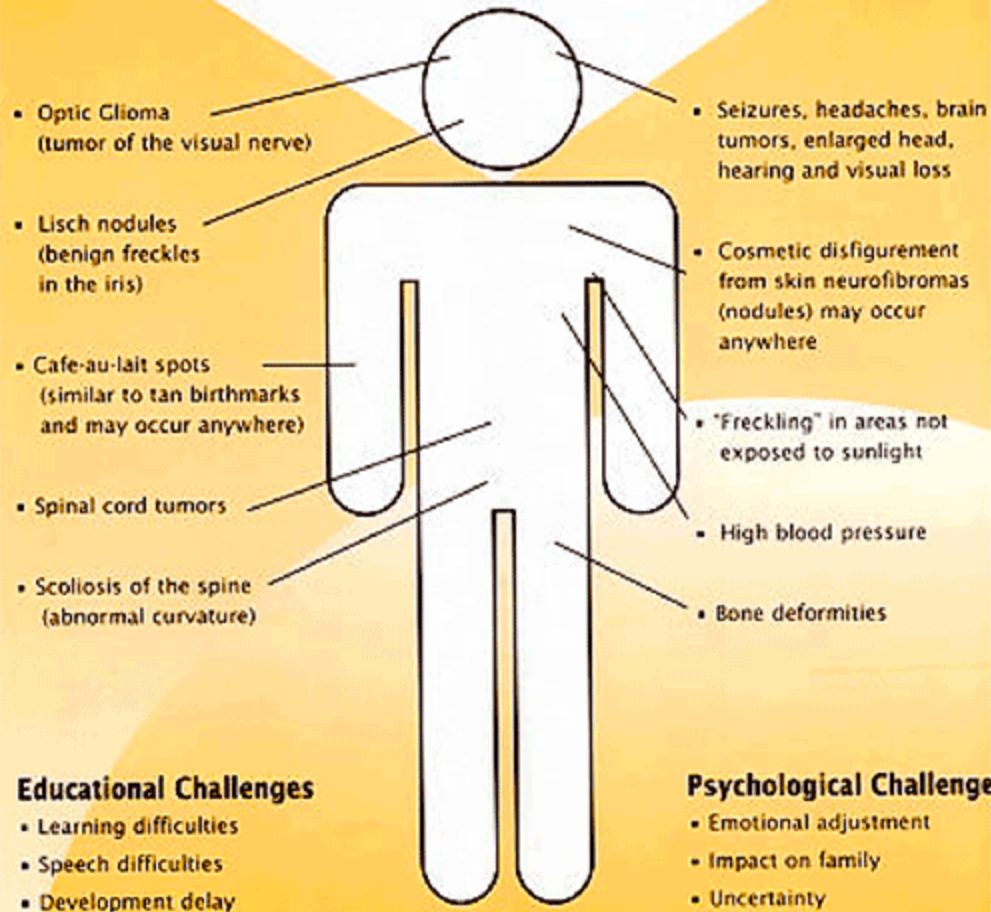 ▪ Optic Glioma
(tumor of the visual nerve)
▪ Lisch nodules
(benign freckles
in the iris)
▪ Cafe-au-lait spots
(similar to tan birthmarks
and may occur anywhere)
▪ Spinal cord tumors
▪ Scoliosis of the spine
(abnormal curvature)
▪ Seizures, headaches, brain
tumors, enlarged head,
hearing and visual loss
▪ Cosmetic disfigurement
from skin neurofibromas
(nodules) may occur
anywhere
▪ "Freckling" in areas not
exposed to sunlight
▪ High blood pressure
▪ Bone deformities
Educational Challenges
▪ Learning difficulties
▪ Speech difficulties
▪ Development delay
Psychological Challenge
▪ Emotional adjustment
▪ Impact on family
▪ Uncertainty